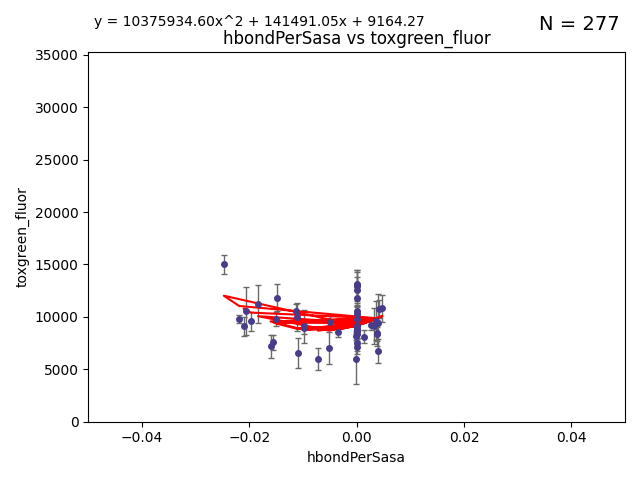 y = 10375934.60x^2 + 141491.05x + 9164.27
N = 277
hbondPerSasa vs toxgreen_fluor
35000
30000
25000
20000
15000
10000
5000
0
toxgreen_fluor
−0.04
−0.02
0.00
0.02
0.04
hbondPerSasa